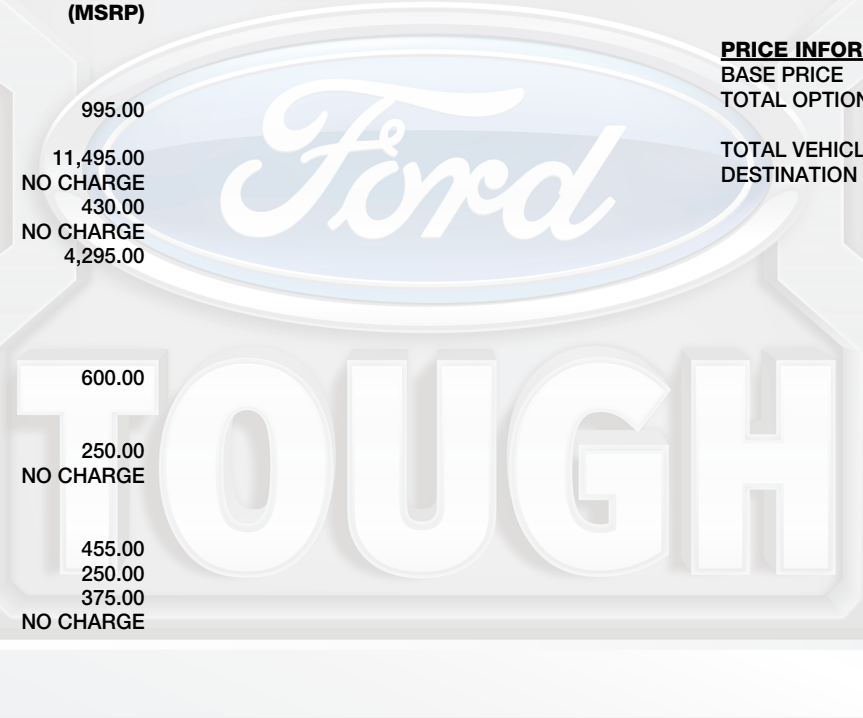 (MSRP)
995.00
11,495.00
NO CHARGE
430.00
NO CHARGE
4,295.00
600.00
250.00
NO CHARGE
455.00
250.00
375.00
NO CHARGE
PRICE INFOR
BASE PRICE
TOTAL OPTION
TOTAL VEHICL
DESTINATION
Ford
TOUGH